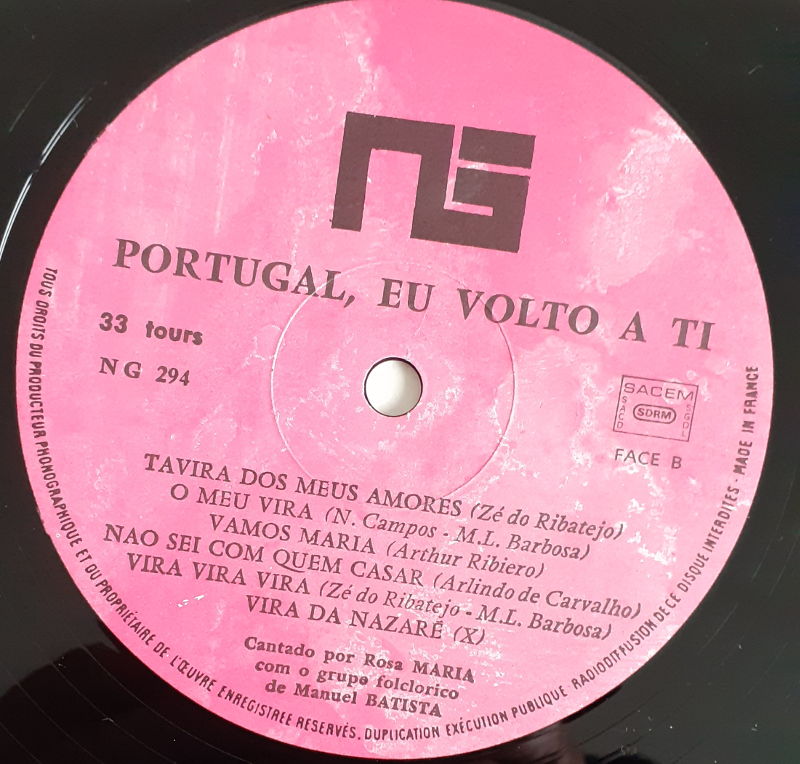 NG
PORTUGAL, EU VOLTO A TI
33 tours
NG 294
SACEM
SACD
SDRM
SGDL
FACE B
TAVIRA DOS MEUS AMORES (Zé do Ribatejo)
O MEU VIRA (N. Campos - M.L. Barbosa)
VAMOS MARIA (Arthur Ribiero)
NAO SEI COM QUEM CASAR (Arlindo de Carvalho)
VIRA VIRA VIRA (Zé do Ribatejo - M.L. Barbosa)
VIRA DA NAZARÊ (X)
Cantado por Rosa MARIA
com o grupo folclorico
de Manuel BATISTA
TOUS DROITS DU PRODUCTEUR PHONOGRAPHIQUE ET DU PROPRIÉTAIRE DE L'ŒUVRE ENREGISTREE RESERVÉS. DUPLICATION EXÉCUTION PUBLIQUE RADIODIFFUSION DE CE DISQUE INTERDITES - MADE IN FRANCE